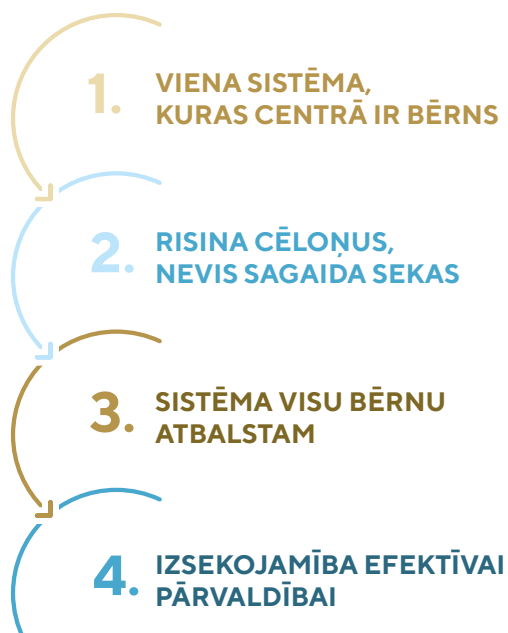 1. VIENA SISTĒMA,
KURAS CENTRĀ IR BĒRNS
2. RISINA CĒLOŅUS,
NEVIS SAGAIDA SEKAS
3. SISTĒMA VISU BĒRNU
ATBALSTAM
4. IZSEKOJAMĪBA EFEKTĪVAI
PĀRVALDĪBAI